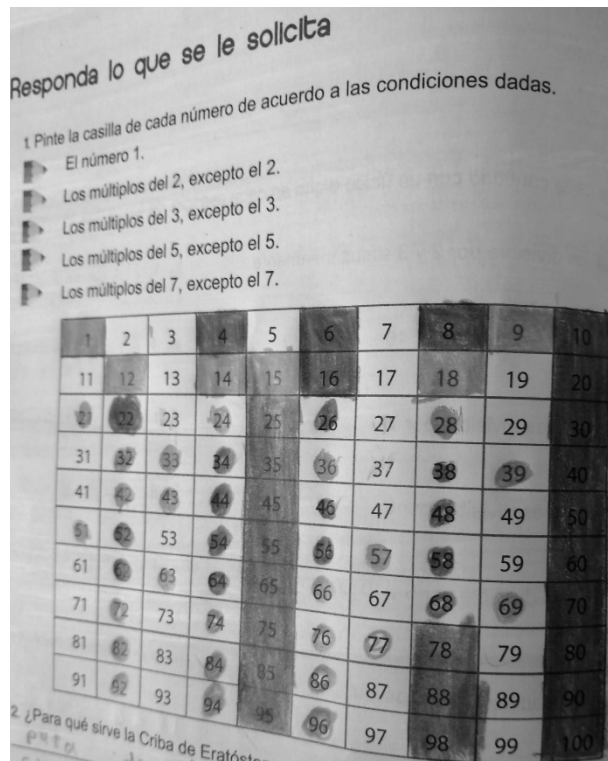 Responda lo que se le solicita
1. Pinte la casilla de cada número de acuerdo a las condiciones dadas.
El número 1.
Los múltiplos del 2, excepto el 2.
Los múltiplos del 3, excepto el 3.
Los múltiplos del 5, excepto el 5.
Los múltiplos del 7, excepto el 7.
1 2 3 4 5 6 7 8 9 10
11 12 13 14 15 16 17 18 19 20
21 22 23 24 25 26 27 28 29 30
31 32 33 34 35 36 37 38 39 40
41 42 43 44 45 46 47 48 49 50
51 52 53 54 55 56 57 58 59 60
61 62 63 64 65 66 67 68 69 70
71 72 73 74 75 76 77 78 79 80
81 82 83 84 85 86 87 88 89 90
91 92 93 94 95 96 97 98 99 100
2. ¿Para qué sirve la Criba de